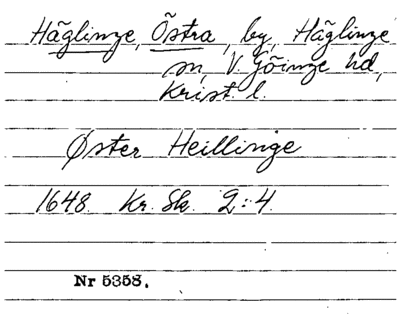 Häglinge, Östra, by, Häglinge
sn, V. Göinge hd,
Krist. l.
Øster Heillinge
1648. Kr. Sk. 2:4.
Nr 5358.